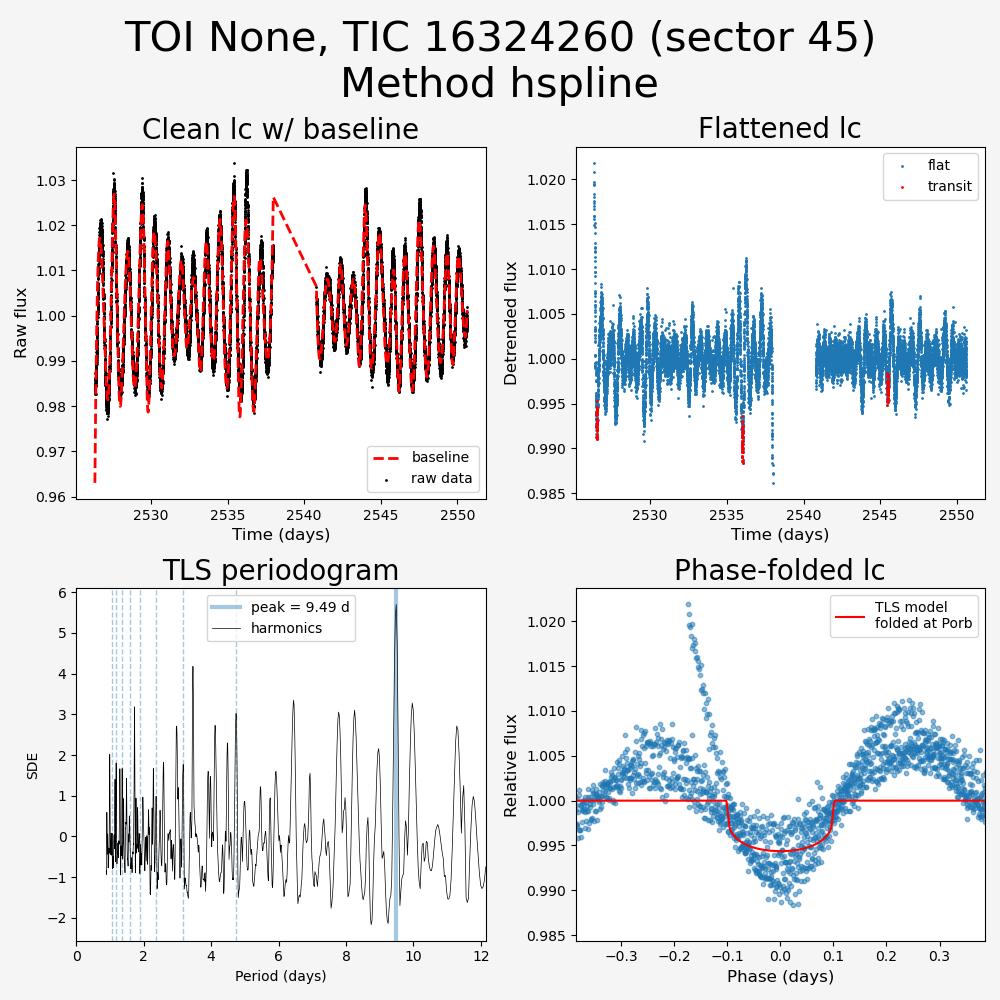 TOI None, TIC 16324260 (sector 45)
Method hspline
Clean lc w/ baseline
Raw flux
1.03
1.02
1.01
1.00
0.99
0.98
0.97
0.96
baseline
raw data
2530
2535
2540
2545
2550
Time (days)
Flattened lc
Detrended flux
1.020
1.015
1.010
1.005
1.000
0.995
0.990
0.985
flat
transit
2530
2535
2540
2545
2550
Time (days)
TLS periodogram
SDE
6
5
4
3
2
1
0
−1
−2
peak = 9.49 d
harmonics
0
2
4
6
8
10
12
Period (days)
Phase-folded lc
Relative flux
1.020
1.015
1.010
1.005
1.000
0.995
0.990
0.985
TLS model
folded at Porb
−0.3
−0.2
−0.1
0.0
0.1
0.2
0.3
Phase (days)